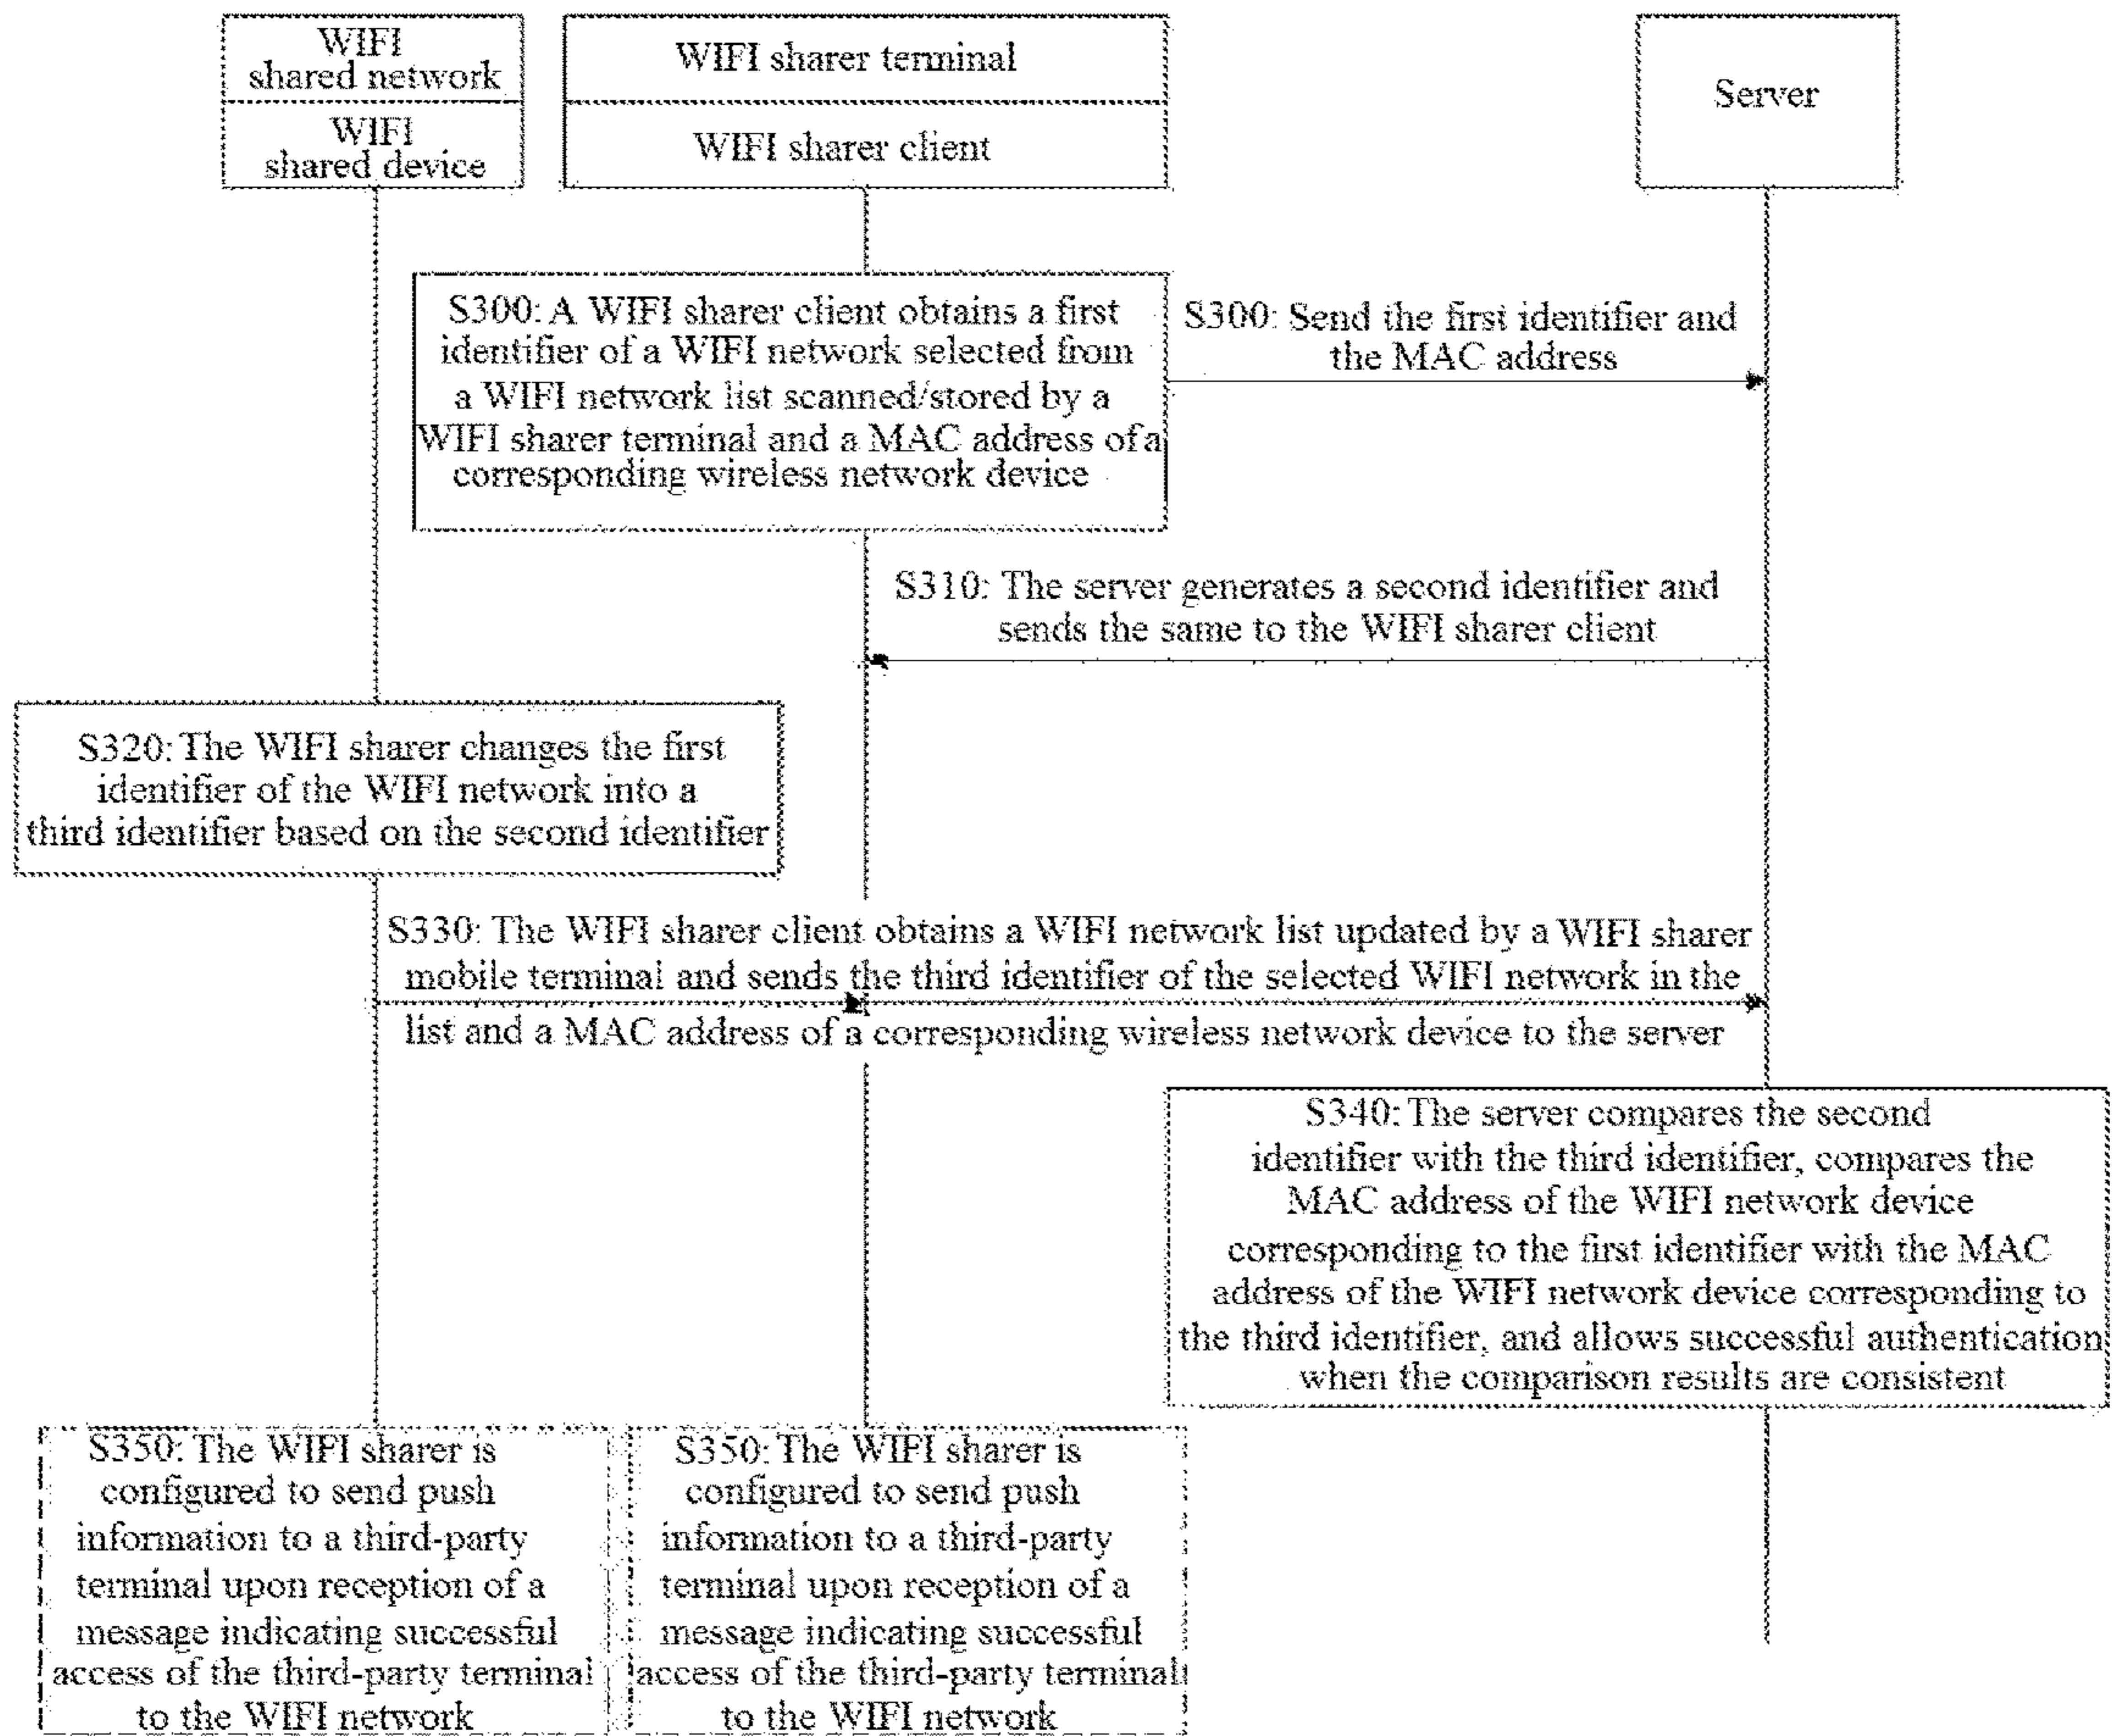 WIFI
shared network
WIFI
shared device
WIFI sharer terminal
WIFI sharer client
Server
S300: A WIFI sharer client obtains a first
identifier of a WIFI network selected from
a WIFI network list scanned/stored by a
WIFI sharer terminal and a MAC address of a
corresponding wireless network device
S300: Send the first identifier and
the MAC address
S310: The server generates a second identifier and
sends the same to the WIFI sharer client
S320: The WIFI sharer changes the first
identifier of the WIFI network into a
third identifier based on the second identifier
S330: The WIFI sharer client obtains a WIFI network list updated by a WIFI sharer
mobile terminal and sends the third identifier of the selected WIFI network in the
list and a MAC address of a corresponding wireless network device to the server
S340: The server compares the second
identifier with the third identifier, compares the
MAC address of the WIFI network device
corresponding to the first identifier with the MAC
address of the WIFI network device corresponding to
the third identifier, and allows successful authentication
when the comparison results are consistent
S350: The WIFI sharer is
configured to send push
information to a third-party
terminal upon reception of a
message indicating successful
access of the third-party terminal
to the WIFI network
S350: The WIFI sharer is
configured to send push
information to a third-party
terminal upon reception of a
message indicating successful
access of the third-party terminal
to the WIFI network